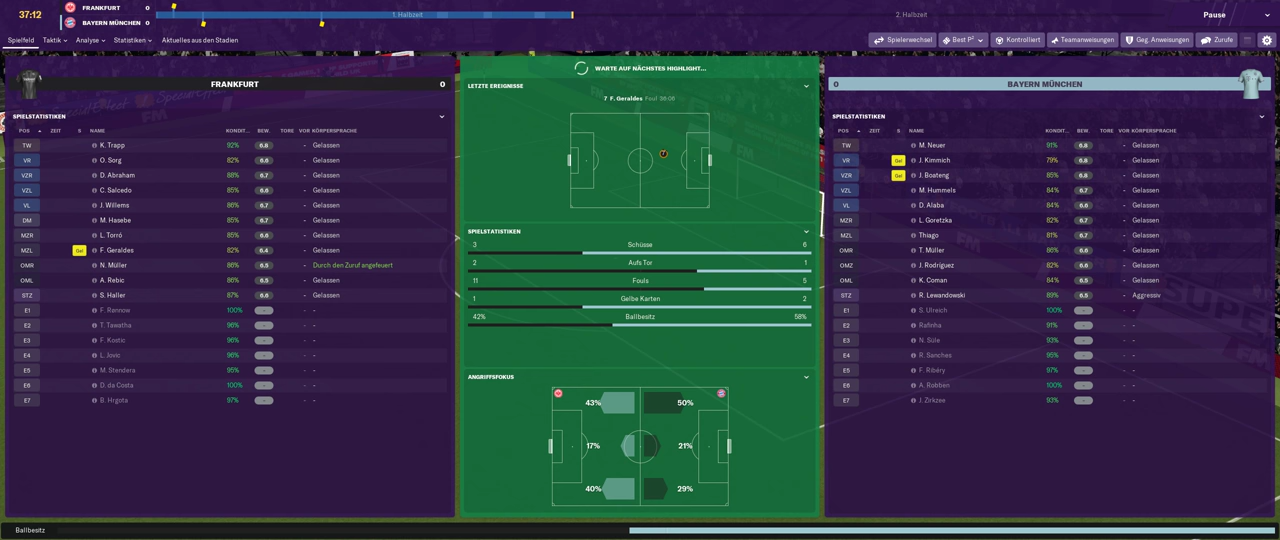 37:12 FRANKFURT 0
BAYERN MÜNCHEN 0
1. Halbzeit 2. Halbzeit Pause
Spielfeld Taktik Analyse Statistiken Aktuelles aus den Stadien Spielerwechsel Best P² Kontrolliert Teamanweisungen Geg. Anweisungen Zurufe
FRANKFURT 0
SPIELSTATISTIKEN
POS ZEIT S NAME KONDIT... BEW. TORE VOR KÖRPERSPRACHE
TW K. Trapp 92% 6.8 - Gelassen
VR O. Sorg 82% 6.6 - Gelassen
VZR D. Abraham 88% 6.7 - Gelassen
VZL C. Salcedo 85% 6.6 - Gelassen
VL J. Willems 86% 6.7 - Gelassen
DM M. Hasebe 85% 6.7 - Gelassen
MZR L. Torró 85% 6.6 - Gelassen
MZL Gel F. Geraldes 82% 6.4 - Gelassen
OMR N. Müller 86% 6.5 - Durch den Zuruf angefeuert
OML A. Rebic 86% 6.6 - Gelassen
STZ S. Haller 87% 6.6 - Gelassen
E1 F. Rønnow 100% - - -
E2 T. Tawatha 96% - - -
E3 F. Kostic 96% - - -
E4 L. Jovic 96% - - -
E5 M. Stendera 95% - - -
E6 D. da Costa 100% - - -
E7 B. Hrgota 97% - - -
WARTE AUF NÄCHSTES HIGHLIGHT...
LETZTE EREIGNISSE
7 F. Geraldes Foul 36:06
SPIELSTATISTIKEN
3 Schüsse 6
2 Aufs Tor 1
11 Fouls 5
1 Gelbe Karten 2
42% Ballbesitz 58%
ANGRIFFSFOKUS
43% 50%
17% 21%
40% 29%
0 BAYERN MÜNCHEN
SPIELSTATISTIKEN
POS ZEIT S NAME KONDIT... BEW. TORE VOR KÖRPERSPRACHE
TW M. Neuer 91% 6.8 - Gelassen
VR Gel J. Kimmich 79% 6.8 - Gelassen
VZR Gel J. Boateng 85% 6.8 - Gelassen
VZL M. Hummels 84% 6.7 - Gelassen
VL D. Alaba 84% 6.6 - Gelassen
MZR L. Goretzka 82% 6.7 - Gelassen
MZL Thiago 81% 6.7 - Gelassen
OMR T. Müller 86% 6.6 - Gelassen
OMZ J. Rodríguez 82% 6.6 - Gelassen
OML K. Coman 84% 6.5 - Gelassen
STZ R. Lewandowski 89% 6.5 - Aggressiv
E1 S. Ulreich 100% - - -
E2 Rafinha 91% - - -
E3 N. Süle 93% - - -
E4 R. Sanches 95% - - -
E5 F. Ribéry 97% - - -
E6 A. Robben 100% - - -
E7 J. Zirkzee 93% - - -
Ballbesitz